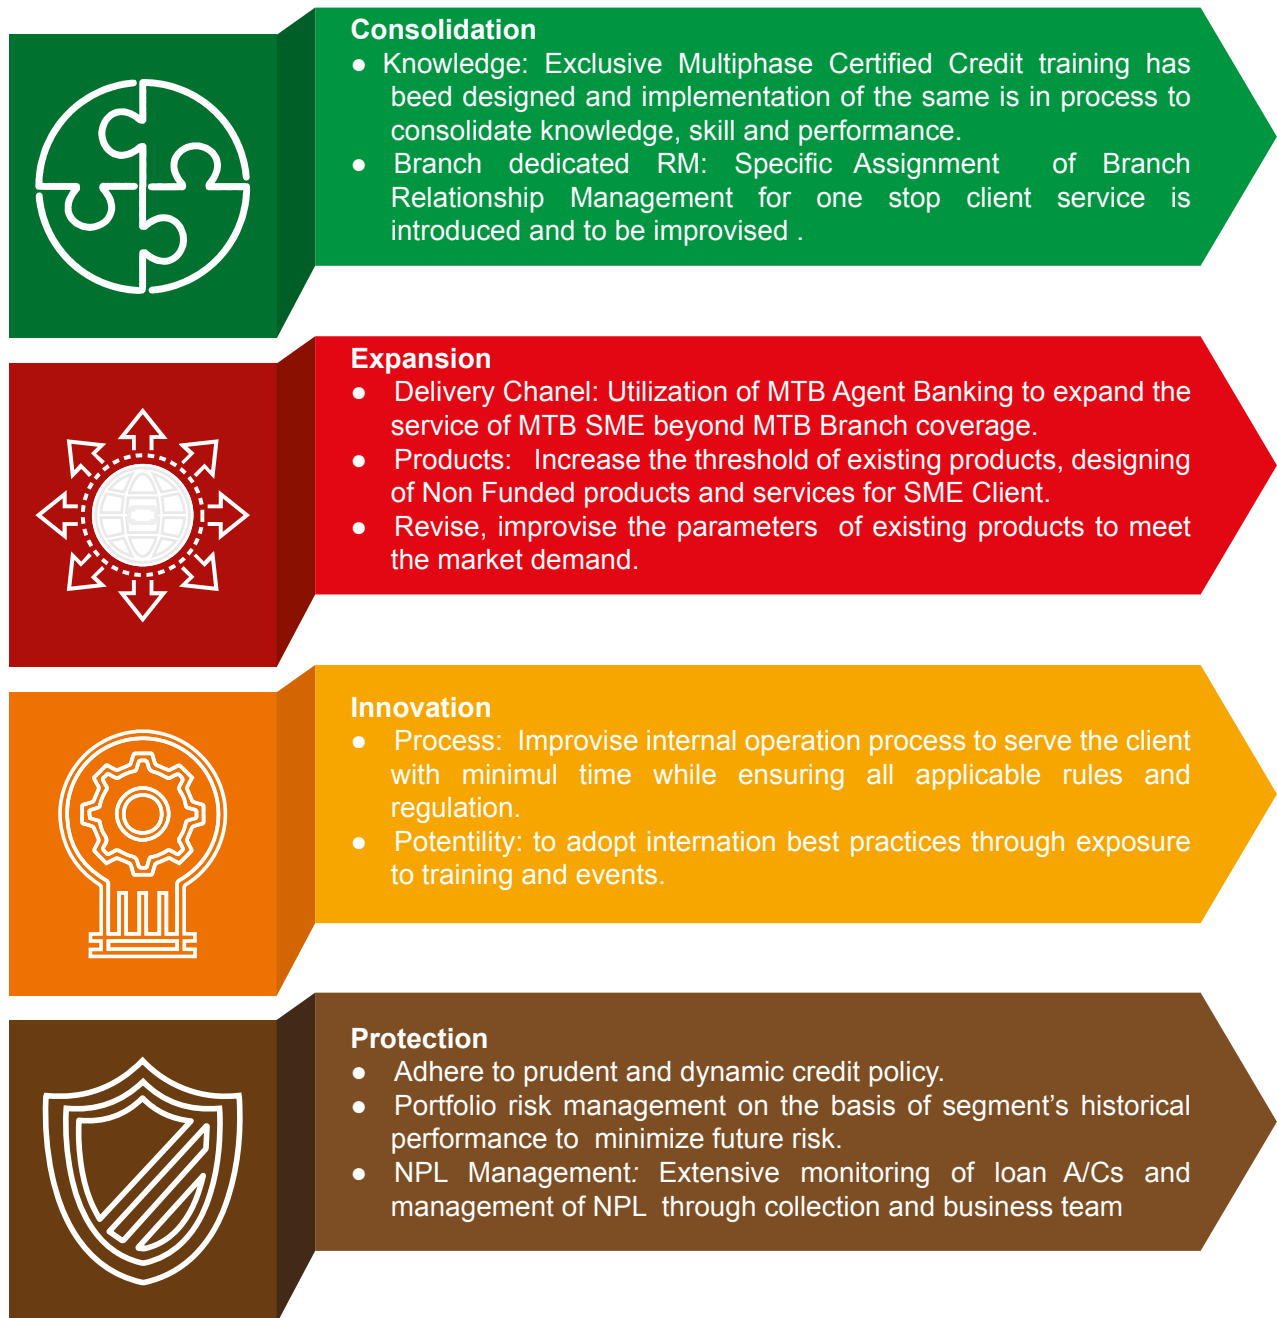 Consolidation
● Knowledge: Exclusive Multiphase Certified Credit training has
beed designed and implementation of the same is in process to
consolidate knowledge, skill and performance.
● Branch dedicated RM: Specific Assignment of Branch
Relationship Management for one stop client service is
introduced and to be improvised .
Expansion
● Delivery Chanel: Utilization of MTB Agent Banking to expand the
service of MTB SME beyond MTB Branch coverage.
● Products: Increase the threshold of existing products, designing
of Non Funded products and services for SME Client.
● Revise, improvise the parameters of existing products to meet
the market demand.
Innovation
● Process: Improvise internal operation process to serve the client
with minimul time while ensuring all applicable rules and
regulation.
● Potentility: to adopt internation best practices through exposure
to training and events.
Protection
● Adhere to prudent and dynamic credit policy.
● Portfolio risk management on the basis of segment’s historical
performance to minimize future risk.
● NPL Management: Extensive monitoring of loan A/Cs and
management of NPL through collection and business team